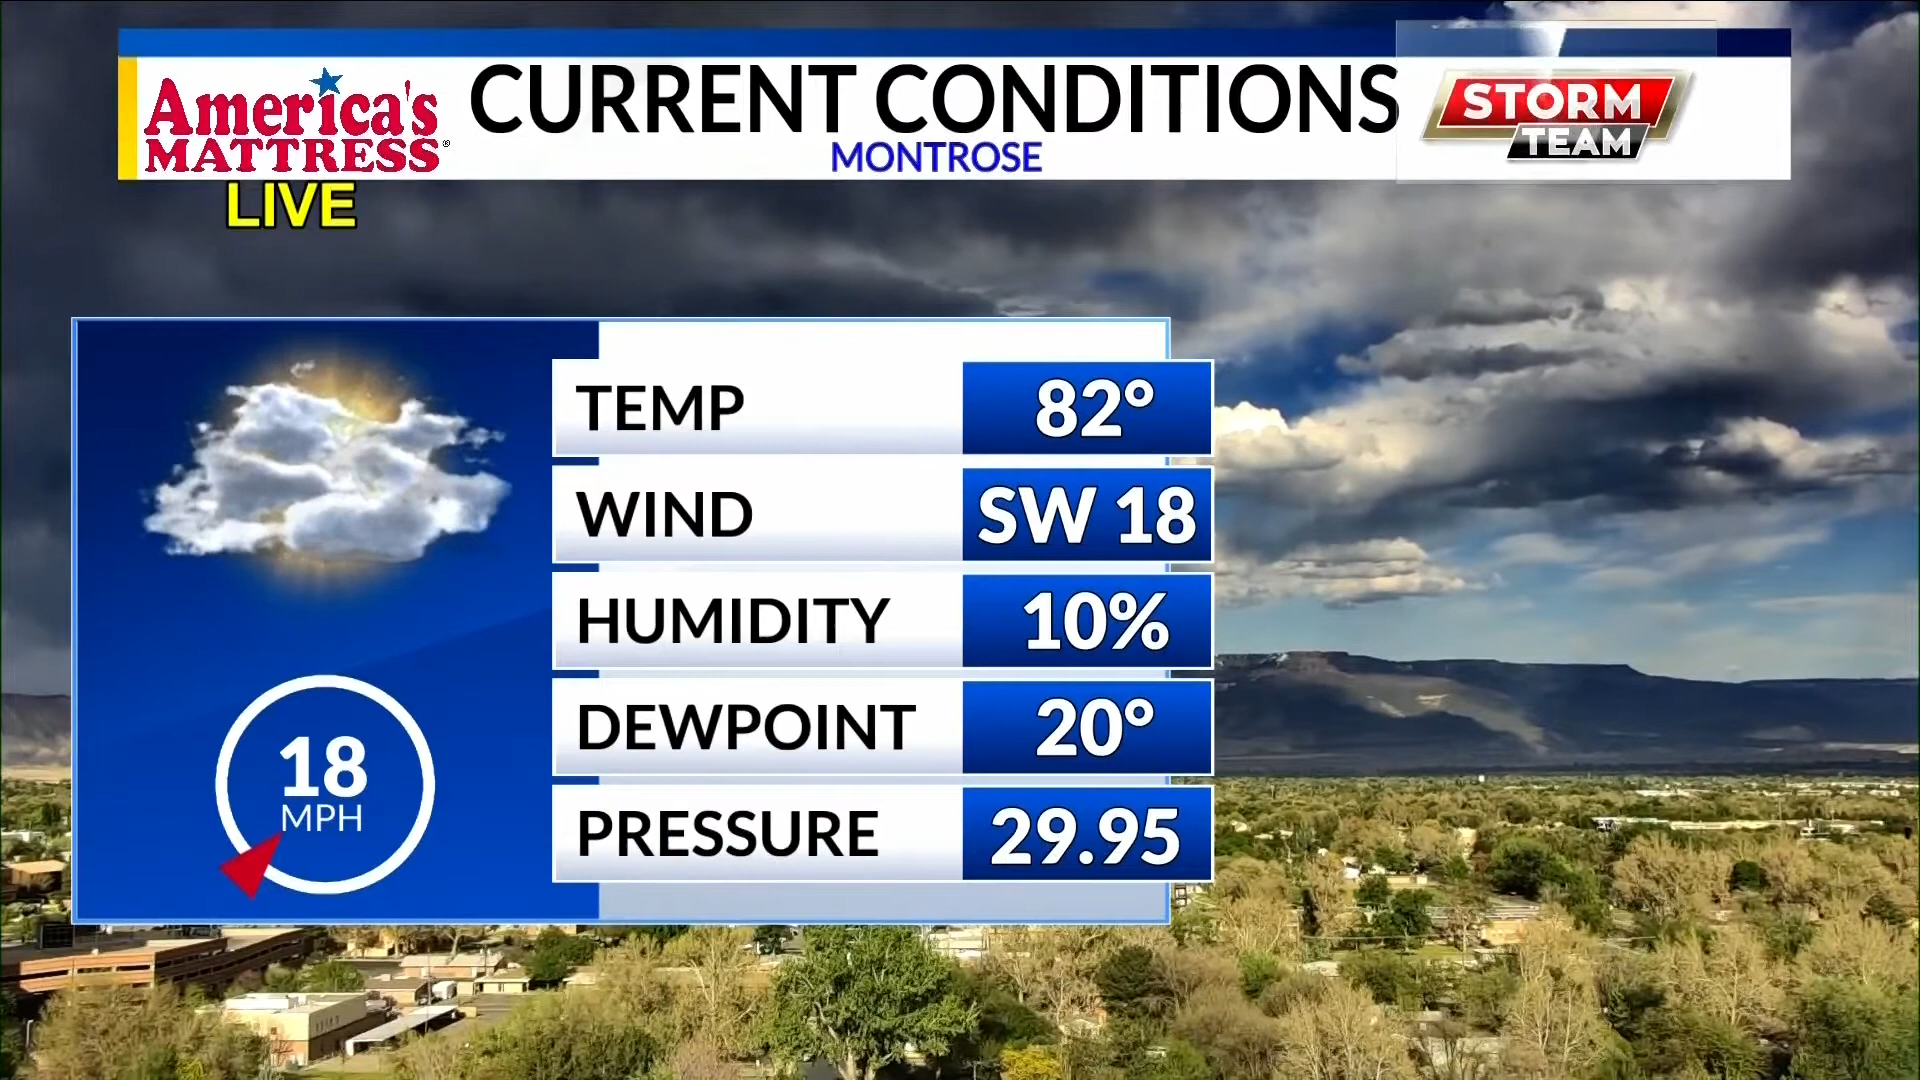 America's
MATTRESS®
CURRENT CONDITIONS
MONTROSE
STORM
TEAM
LIVE
TEMP 82°
WIND SW 18
HUMIDITY 10%
DEWPOINT 20°
PRESSURE 29.95
18
MPH